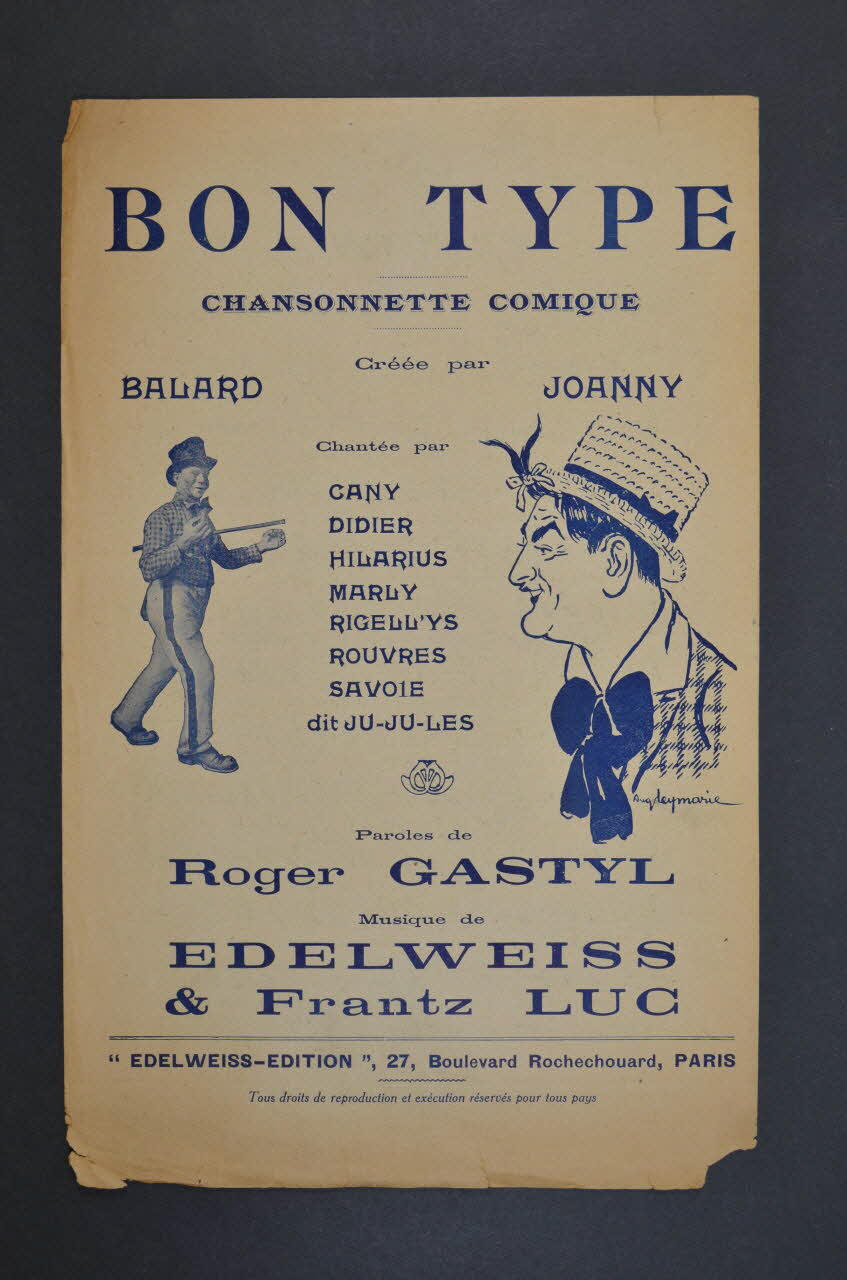 BON TYPE
CHANSONNETTE COMIQUE
Créée par
BALARD
JOANNY
Chantée par
CANY
DIDIER
HILARIUS
MARLY
RIGELL'YS
ROUVRES
SAVOIE
dit JU-JU-LES
Aug. Leymarie
Paroles de
Roger GASTYL
Musique de
EDELWEISS
& Frantz LUC
“ EDELWEISS-EDITION ”, 27, Boulevard Rochechouard, PARIS
Tous droits de reproduction et exécution réservés pour tous pays